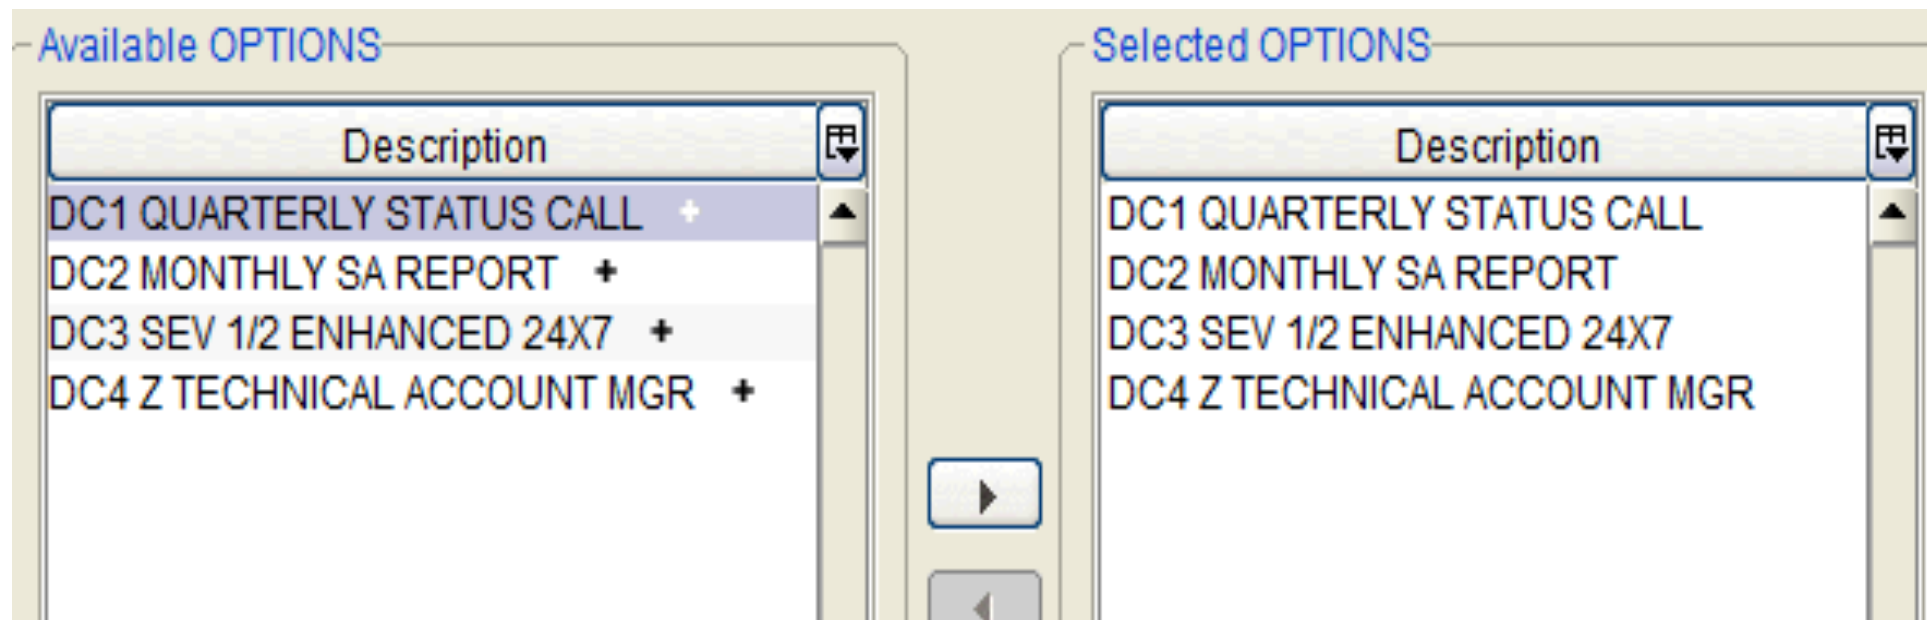 Available OPTIONS
Description
DC1 QUARTERLY STATUS CALL +
DC2 MONTHLY SA REPORT +
DC3 SEV 1/2 ENHANCED 24X7 +
DC4 Z TECHNICAL ACCOUNT MGR +
Selected OPTIONS
Description
DC1 QUARTERLY STATUS CALL
DC2 MONTHLY SA REPORT
DC3 SEV 1/2 ENHANCED 24X7
DC4 Z TECHNICAL ACCOUNT MGR